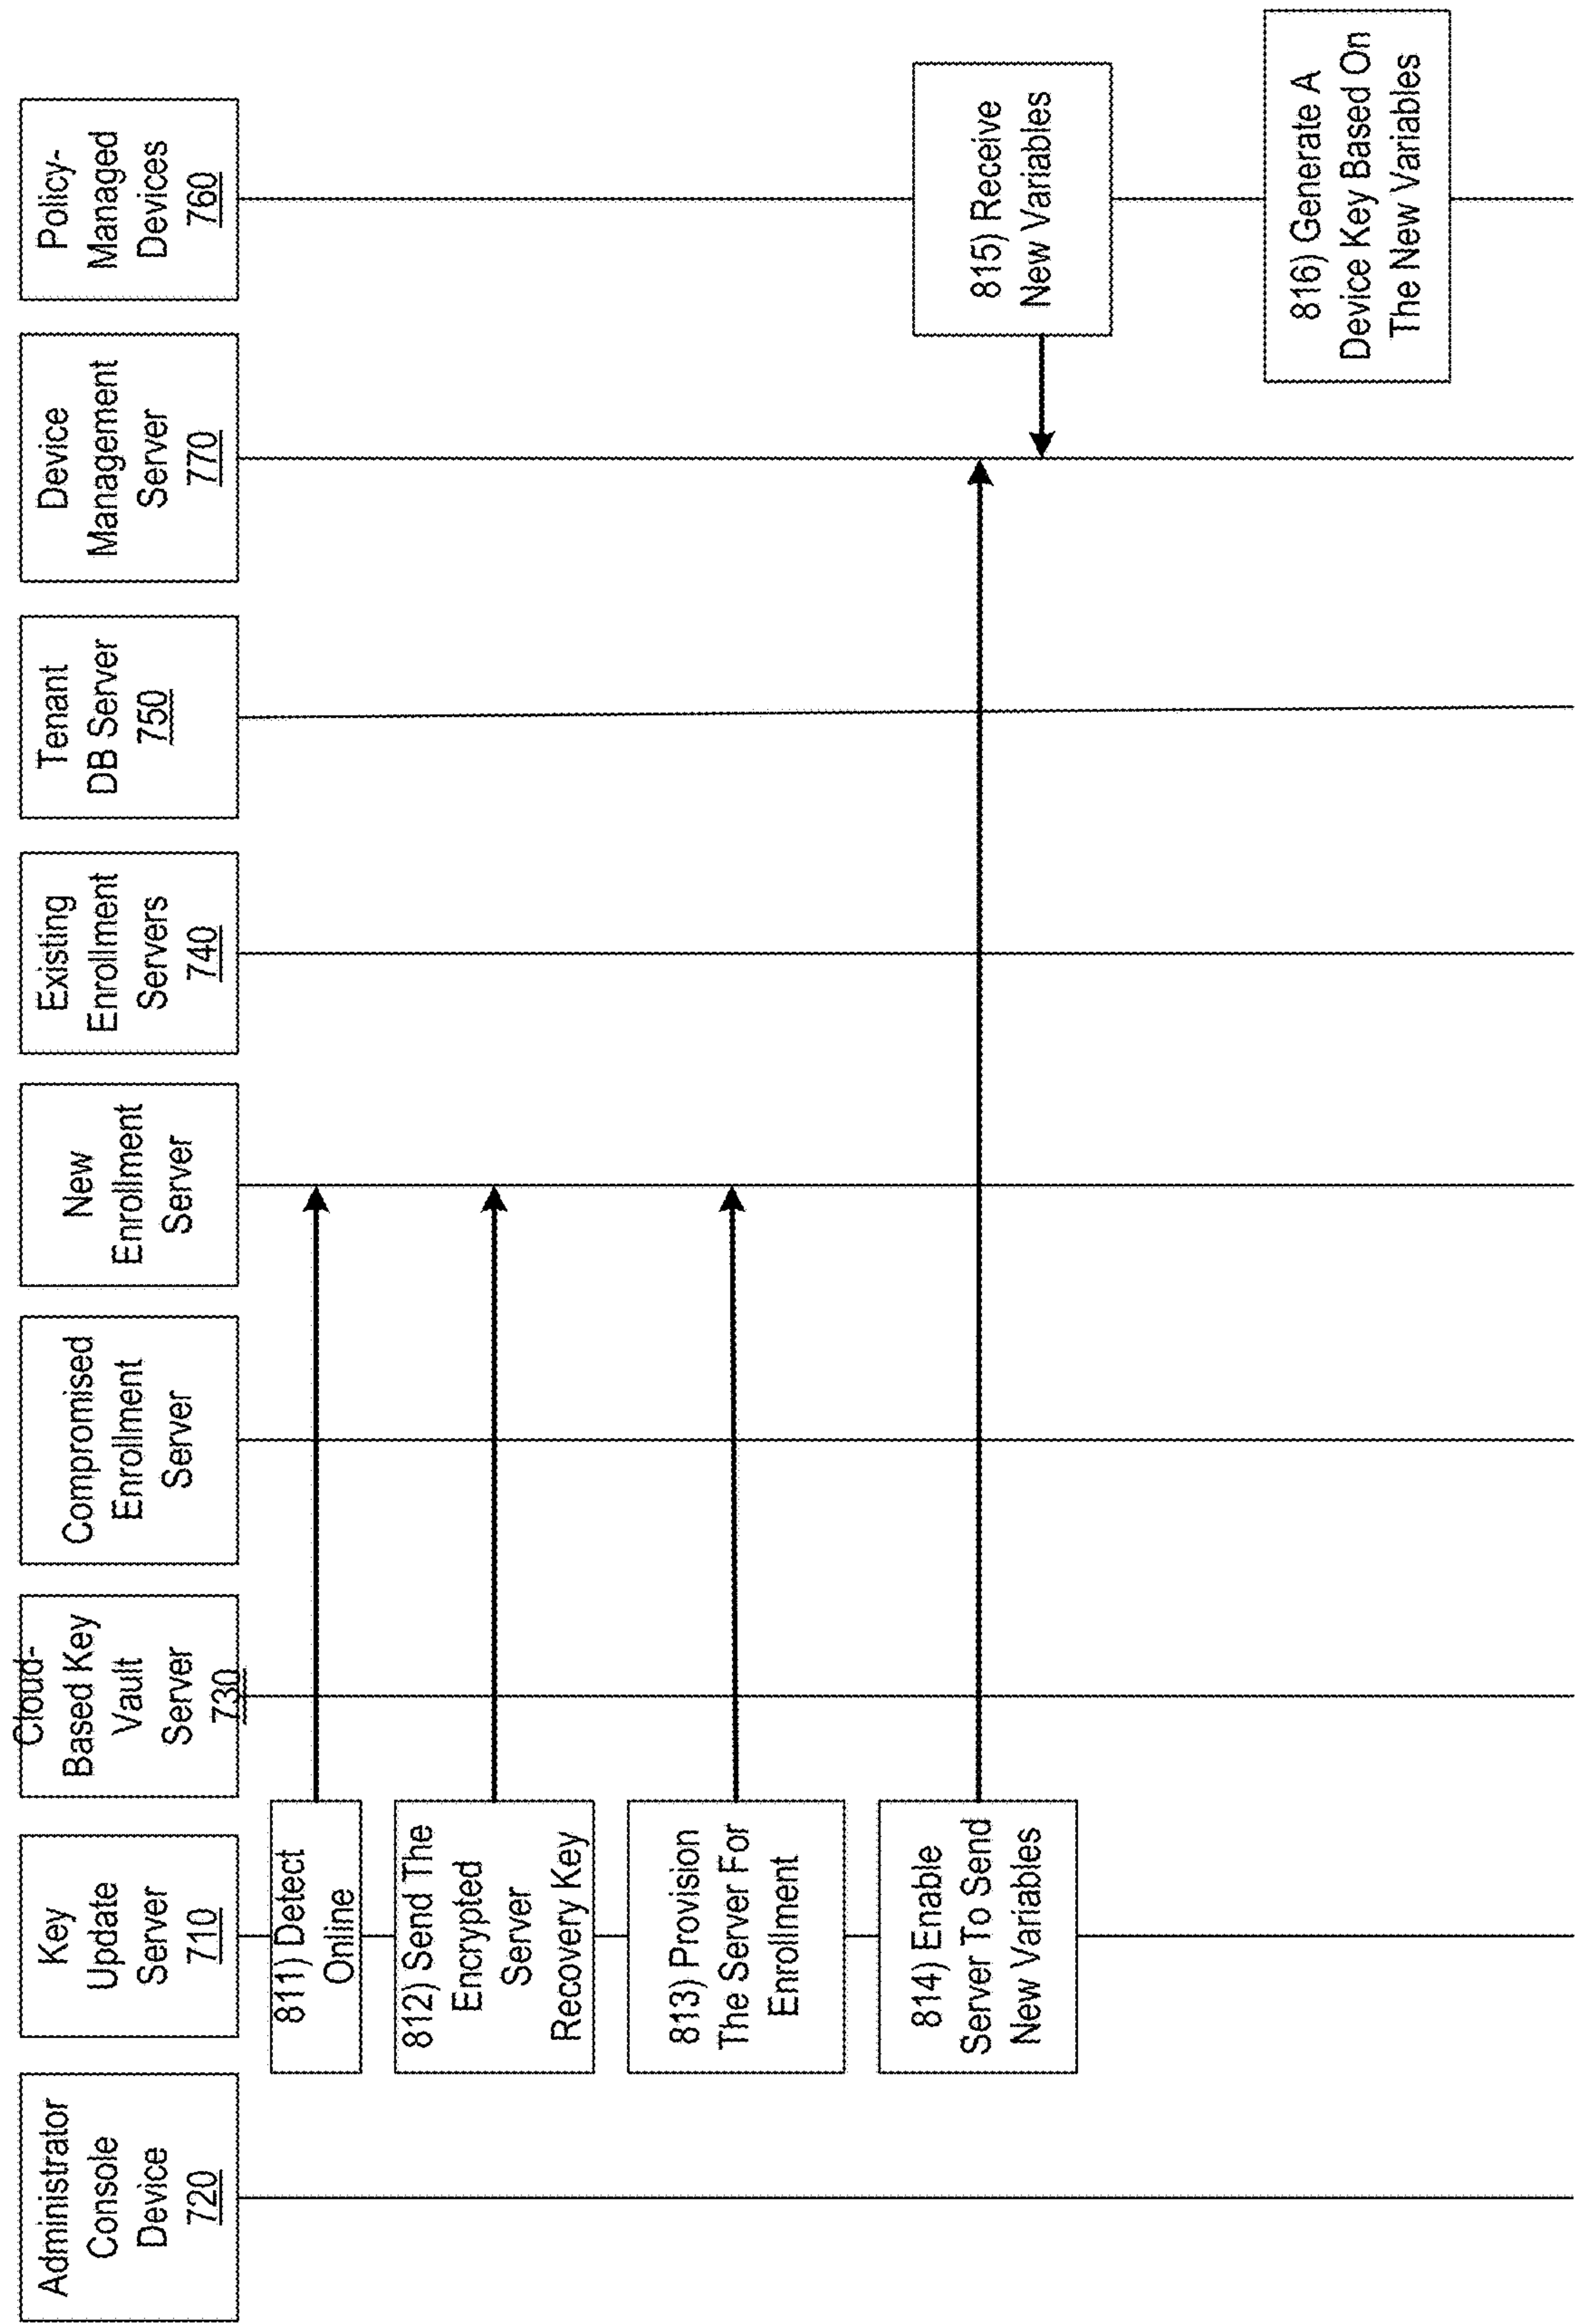 Administrator
Console
Device
720
Key
Update
Server
710
Cloud-
Based Key
Vault
Server
730
Compromised
Enrollment
Server
New
Enrollment
Server
Existing
Enrollment
Servers
740
Tenant
DB Server
750
Device
Management
Server
770
Policy-
Managed
Devices
760
811) Detect
Online
812) Send The
Encrypted
Server
Recovery Key
813) Provision
The Server For
Enrollment
814) Enable
Server To Send
New Variables
815) Receive
New Variables
816) Generate A
Device Key Based On
The New Variables